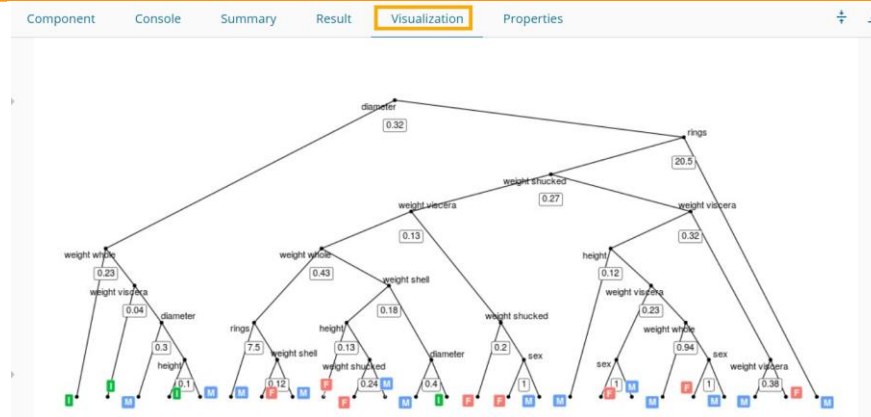 Component Console Summary Result Visualization Properties
diameter
0.32
rings
20.5
weight shucked
0.27
weight viscera
weight viscera
0.13
0.32
weight whole
weight whole
height
0.23
0.43
0.12
weight viscera
weight shell
weight viscera
0.04
0.18
0.23
diameter
rings
height
weight shucked
weight whole
0.3
7.5
0.13
0.2
0.94
height
weight shell
weight shucked
diameter
sex
sex
sex
weight viscera
0.1
0.12
0.24
0.4
1
1
1
0.38
I I M I M M F M F F M M I F F M M F M M F M M F M